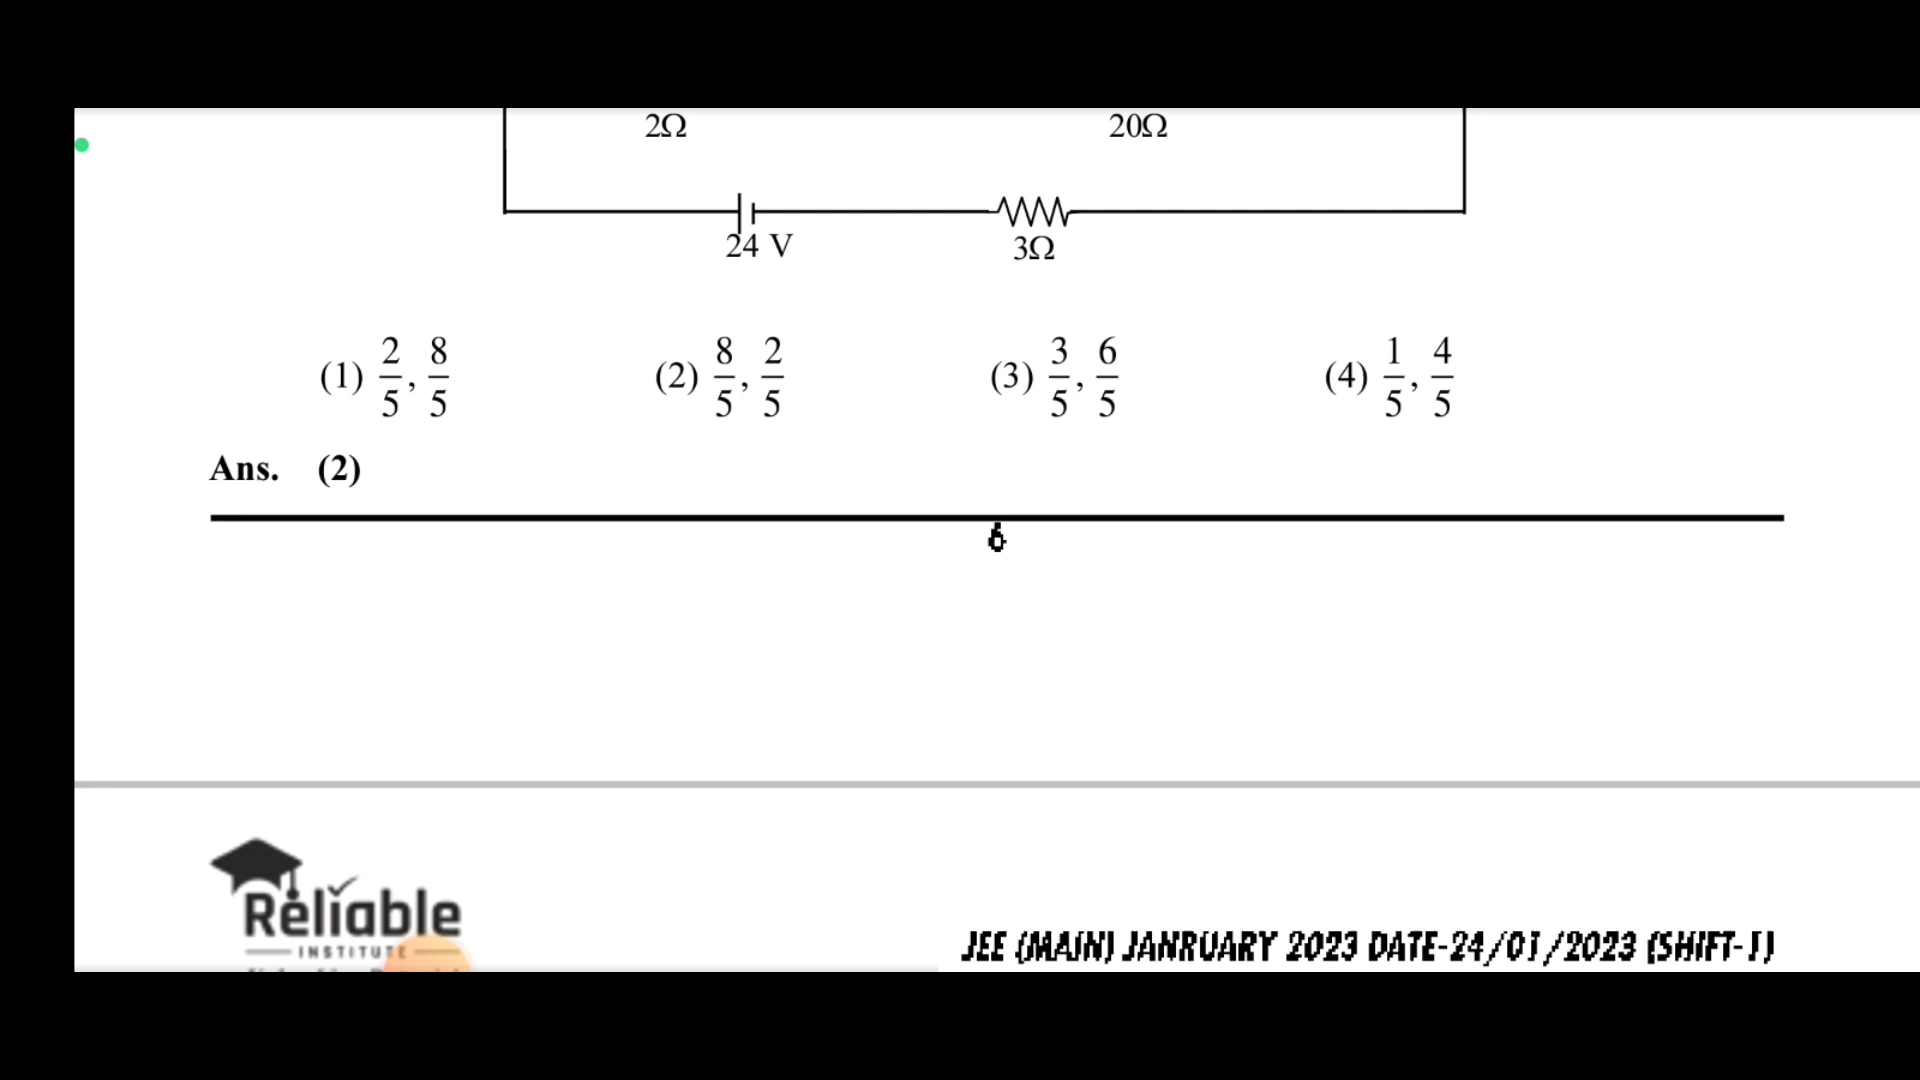 2Ω 20Ω
24 V 3Ω
(1) 2/5, 8/5 (2) 8/5, 2/5 (3) 3/5, 6/5 (4) 1/5, 4/5
Ans. (2)
6
Reliable
INSTITUTE
JEE (MAIN) JANRUARY 2023 DATE-24/01/2023 (SHIFT-1)